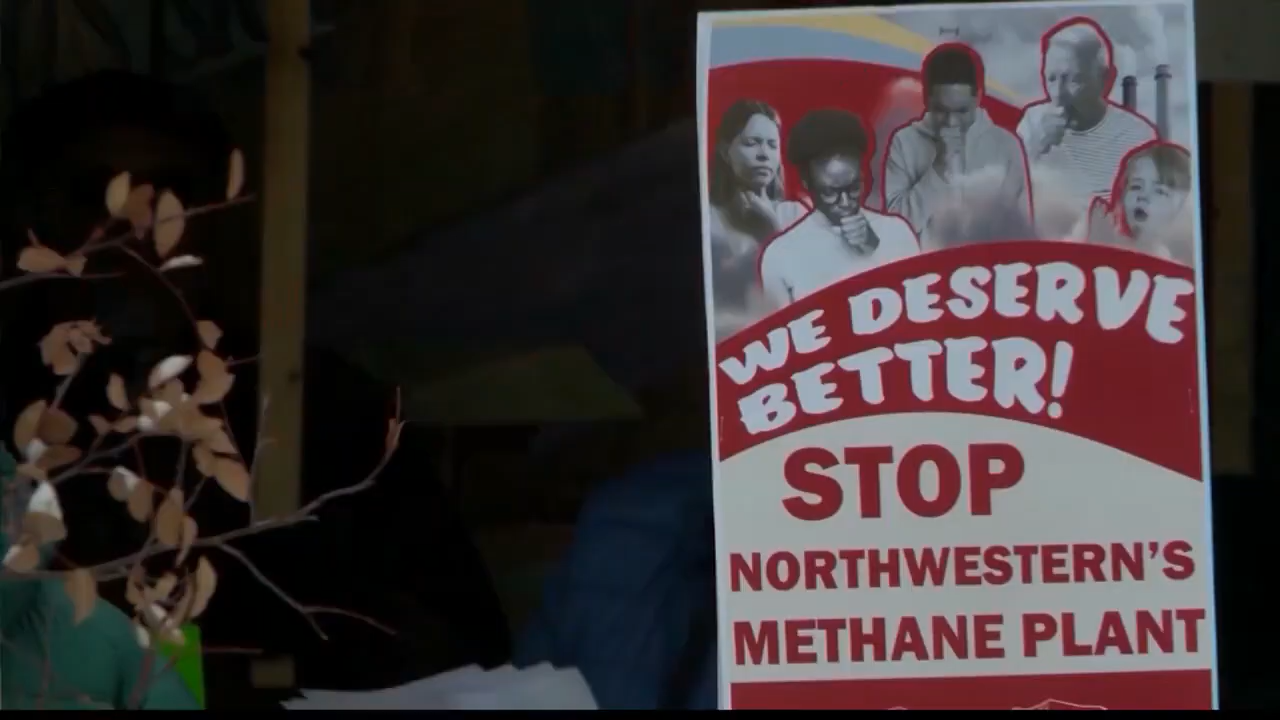 WE DESERVE
BETTER!
STOP
NORTHWESTERN'S
METHANE PLANT